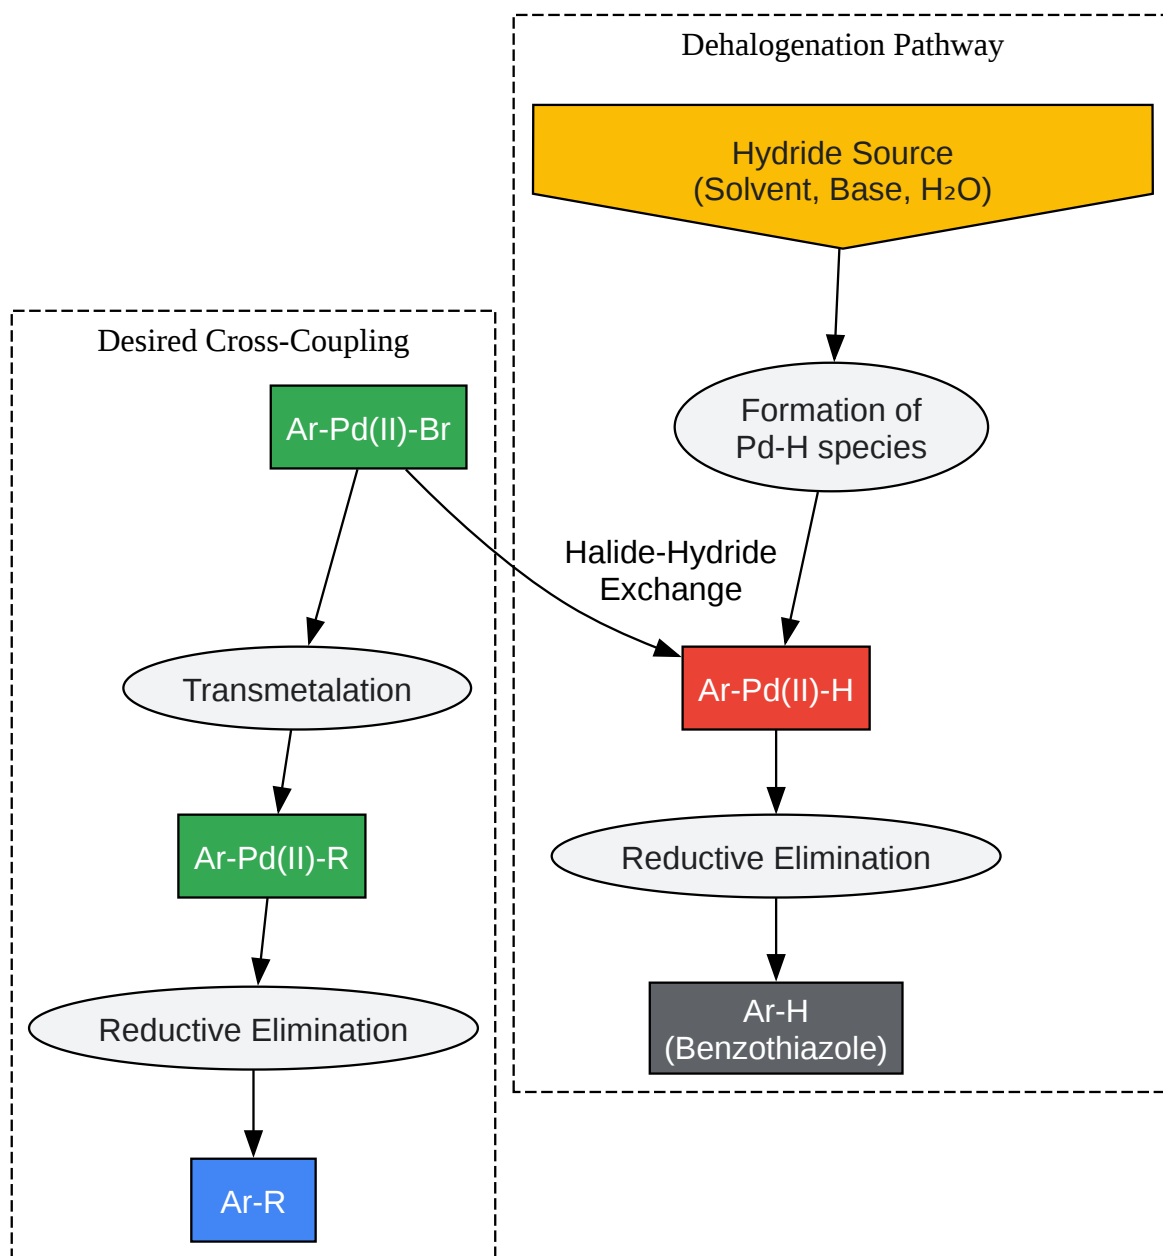 Dehalogenation Pathway
Hydride Source
(Solvent, Base, H₂O)
Desired Cross-Coupling
Ar-Pd(II)-Br
Formation of
Pd-H species
Halide-Hydride
Exchange
Transmetalation
Ar-Pd(II)-H
Ar-Pd(II)-R
Reductive Elimination
Reductive Elimination
Ar-H
(Benzothiazole)
Ar-R